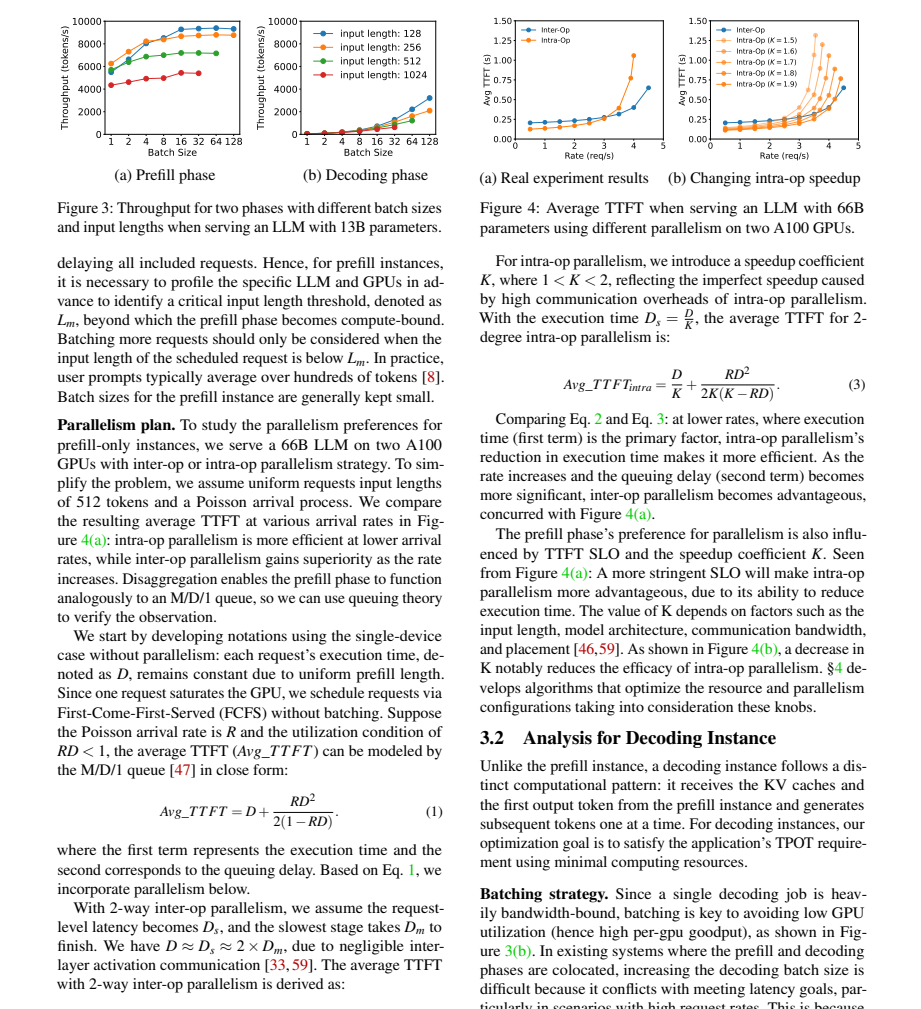 10000
8000
6000
4000
2000
0
Throughput (tokens/s)
1 2 4 8 16 32 64 128
Batch Size
(a) Prefill phase
10000
8000
6000
4000
2000
0
Throughput (tokens/s)
input length: 128
input length: 256
input length: 512
input length: 1024
1 2 4 8 16 32 64 128
Batch Size
(b) Decoding phase
Figure 3: Throughput for two phases with different batch sizes
and input lengths when serving an LLM with 13B parameters.
delaying all included requests. Hence, for prefill instances,
it is necessary to profile the specific LLM and GPUs in ad-
vance to identify a critical input length threshold, denoted as
L_m, beyond which the prefill phase becomes compute-bound.
Batching more requests should only be considered when the
input length of the scheduled request is below L_m. In practice,
user prompts typically average over hundreds of tokens [8].
Batch sizes for the prefill instance are generally kept small.
Parallelism plan. To study the parallelism preferences for
prefill-only instances, we serve a 66B LLM on two A100
GPUs with inter-op or intra-op parallelism strategy. To sim-
plify the problem, we assume uniform requests input lengths
of 512 tokens and a Poisson arrival process. We compare
the resulting average TTFT at various arrival rates in Fig-
ure 4(a): intra-op parallelism is more efficient at lower arrival
rates, while inter-op parallelism gains superiority as the rate
increases. Disaggregation enables the prefill phase to function
analogously to an M/D/1 queue, so we can use queuing theory
to verify the observation.
We start by developing notations using the single-device
case without parallelism: each request's execution time, de-
noted as D, remains constant due to uniform prefill length.
Since one request saturates the GPU, we schedule requests via
First-Come-First-Served (FCFS) without batching. Suppose
the Poisson arrival rate is R and the utilization condition of
RD < 1, the average TTFT (Avg_TTFT) can be modeled by
the M/D/1 queue [47] in close form:
Avg_TTFT = D + RD²/2(1 − RD). (1)
where the first term represents the execution time and the
second corresponds to the queuing delay. Based on Eq. 1, we
incorporate parallelism below.
With 2-way inter-op parallelism, we assume the request-
level latency becomes D_s, and the slowest stage takes D_m to
finish. We have D ≈ D_s ≈ 2 × D_m, due to negligible inter-
layer activation communication [33,59]. The average TTFT
with 2-way inter-op parallelism is derived as:
1.50
1.25
1.00
0.75
0.50
0.25
0.00
Avg TTFT (s)
Inter-Op
Intra-Op
0 1 2 3 4 5
Rate (req/s)
(a) Real experiment results
1.50
1.25
1.00
0.75
0.50
0.25
0.00
Avg TTFT (s)
Inter-Op
Intra-Op (K = 1.5)
Intra-Op (K = 1.6)
Intra-Op (K = 1.7)
Intra-Op (K = 1.8)
Intra-Op (K = 1.9)
0 1 2 3 4 5
Rate (req/s)
(b) Changing intra-op speedup
Figure 4: Average TTFT when serving an LLM with 66B
parameters using different parallelism on two A100 GPUs.
For intra-op parallelism, we introduce a speedup coefficient
K, where 1 < K < 2, reflecting the imperfect speedup caused
by high communication overheads of intra-op parallelism.
With the execution time D_s = D/K, the average TTFT for 2-
degree intra-op parallelism is:
Avg_TTFT_intra = D/K + RD²/2K(K − RD). (3)
Comparing Eq. 2 and Eq. 3: at lower rates, where execution
time (first term) is the primary factor, intra-op parallelism's
reduction in execution time makes it more efficient. As the
rate increases and the queuing delay (second term) becomes
more significant, inter-op parallelism becomes advantageous,
concurred with Figure 4(a).
The prefill phase's preference for parallelism is also influ-
enced by TTFT SLO and the speedup coefficient K. Seen
from Figure 4(a): A more stringent SLO will make intra-op
parallelism more advantageous, due to its ability to reduce
execution time. The value of K depends on factors such as the
input length, model architecture, communication bandwidth,
and placement [46,59]. As shown in Figure 4(b), a decrease in
K notably reduces the efficacy of intra-op parallelism. §4 de-
velops algorithms that optimize the resource and parallelism
configurations taking into consideration these knobs.
3.2 Analysis for Decoding Instance
Unlike the prefill instance, a decoding instance follows a dis-
tinct computational pattern: it receives the KV caches and
the first output token from the prefill instance and generates
subsequent tokens one at a time. For decoding instances, our
optimization goal is to satisfy the application's TPOT require-
ment using minimal computing resources.
Batching strategy. Since a single decoding job is heav-
ily bandwidth-bound, batching is key to avoiding low GPU
utilization (hence high per-gpu goodput), as shown in Fig-
ure 3(b). In existing systems where the prefill and decoding
phases are colocated, increasing the decoding batch size is
difficult because it conflicts with meeting latency goals, par-
ticularly in scenarios with high request rates. This is because